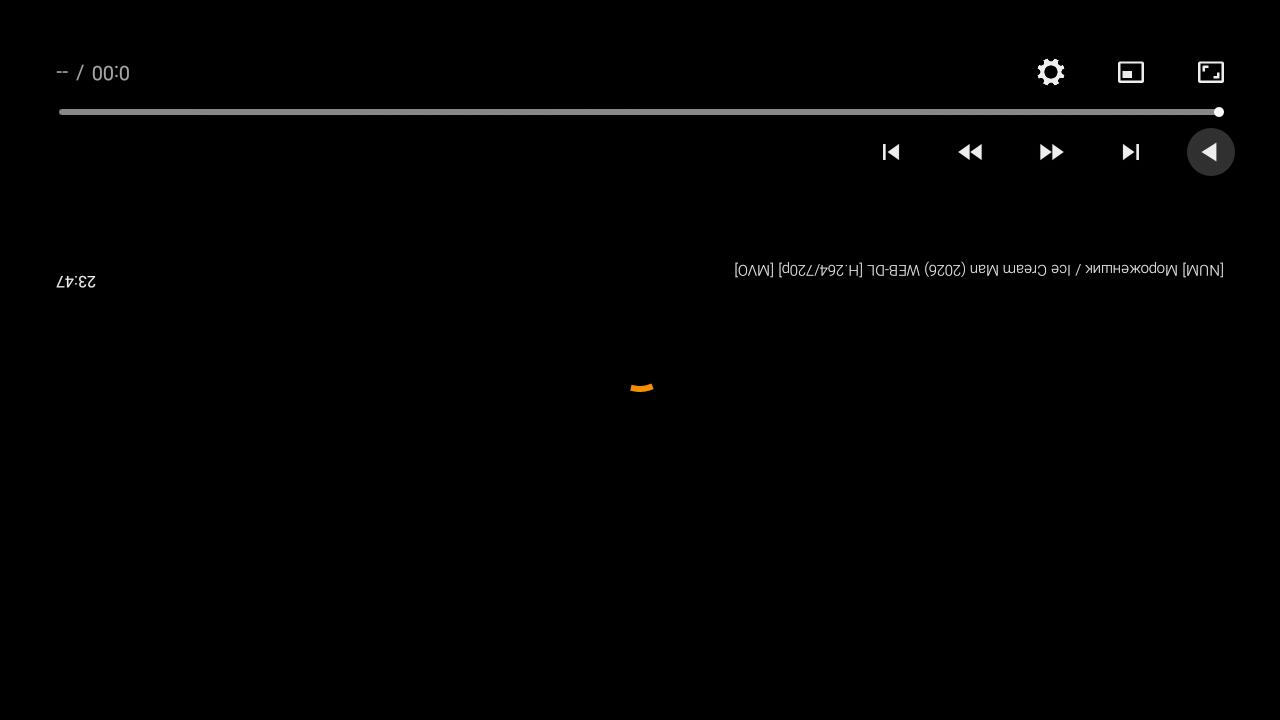 [NUM] Мороженщик / Ice Cream Man (2026) WEB-DL [H.264/720p] [MVO]
23:47
0:00 / --